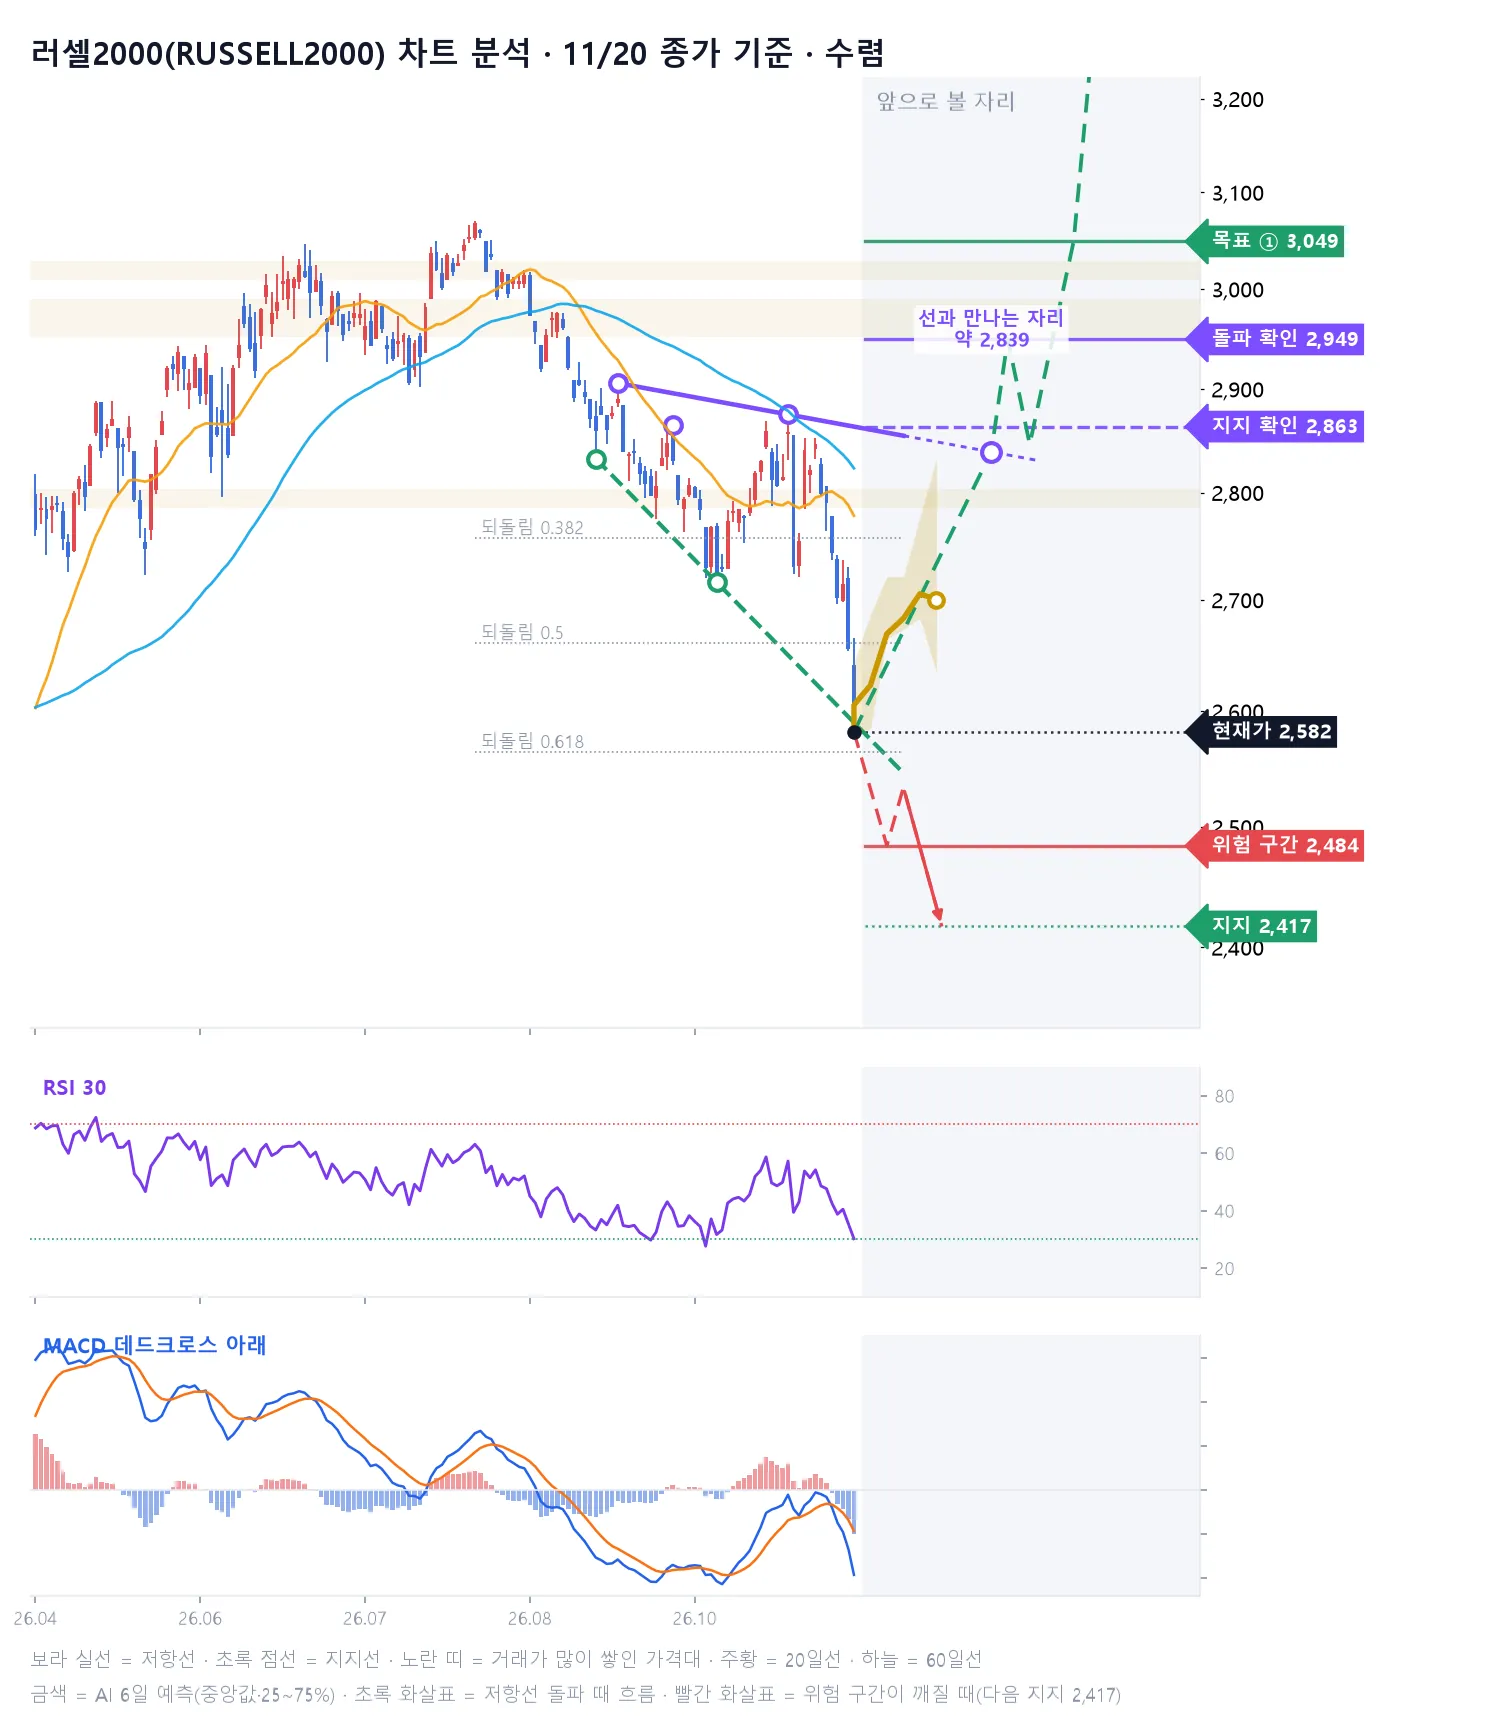 러셀2000(RUSSELL2000) 차트 분석 · 11/20 종가 기준 · 수렴
앞으로 볼 자리
3,200
3,100
목표 ① 3,049
3,000
선과 만나는 자리
약 2,839
돌파 확인 2,949
2,900
지지 확인 2,863
2,800
되돌림 0.382
2,700
되돌림 0.5
2,600
현재가 2,582
되돌림 0.618
2,500
위험 구간 2,484
지지 2,417
2,400
RSI 30
80
60
40
20
MACD 데드크로스 아래
26.04
26.06
26.07
26.08
26.10
보라 실선 = 저항선 · 초록 점선 = 지지선 · 노란 띠 = 거래가 많이 쌓인 가격대 · 주황 = 20일선 · 하늘 = 60일선
금색 = AI 6일 예측(중앙값·25~75%) · 초록 화살표 = 저항선 돌파 때 흐름 · 빨간 화살표 = 위험 구간이 깨질 때(다음 지지 2,417)